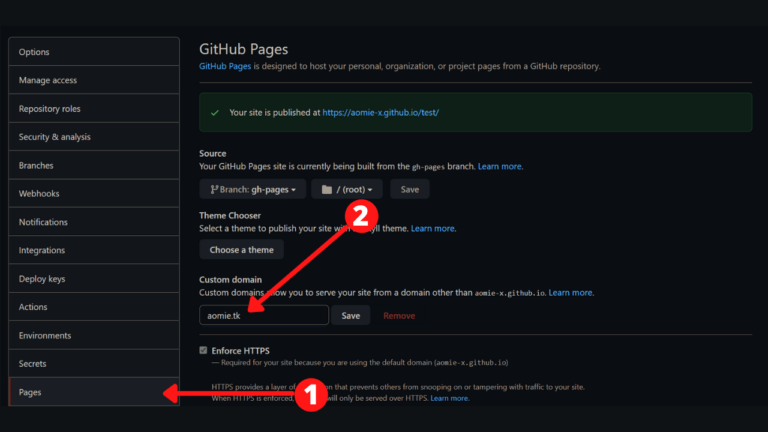 Options
Manage access
Repository roles
Security & analysis
Branches
Webhooks
Notifications
Integrations
Deploy keys
Actions
Environments
Secrets
Pages
1
GitHub Pages
GitHub Pages is designed to host your personal, organization, or project pages from a GitHub repository.
Your site is published at https://aomie-x.github.io/test/
Source
Your GitHub Pages site is currently being built from the gh-pages branch. Learn more.
Branch: gh-pages
/ (root)
Save
2
Theme Chooser
Select a theme to publish your site with theme. Learn more.
Choose a theme
Custom domain
Custom domains you to serve your site from a domain other than aomie-x.github.io. Learn more.
aomie.tk
Save
Remove
Enforce HTTPS
— Required for your site because you are using the default domain (aomie-x.github.io)
HTTPS provides a layer of that prevents others from snooping on or tampering with traffic to your site.
When HTTPS is enforced, will only be served over HTTPS. Learn more.